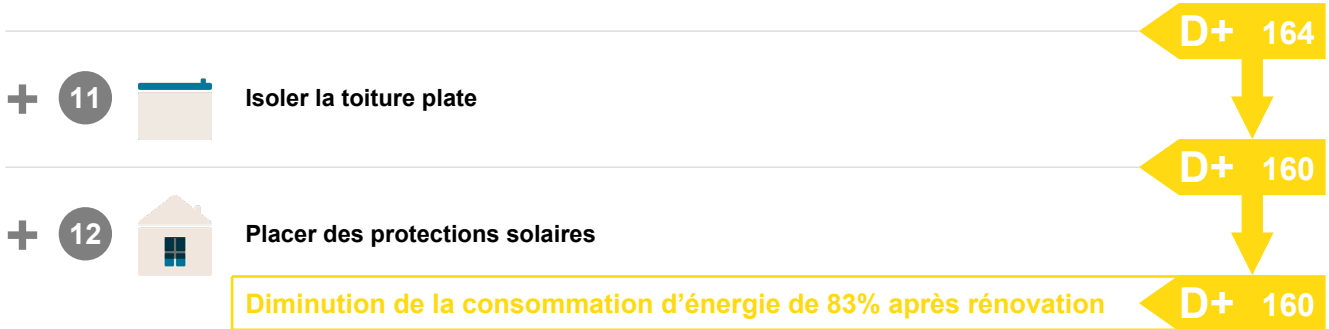 D+ 164
+ 11 Isoler la toiture plate
D+ 160
+ 12 Placer des protections solaires
Diminution de la consommation d’énergie de 83% après rénovation D+ 160